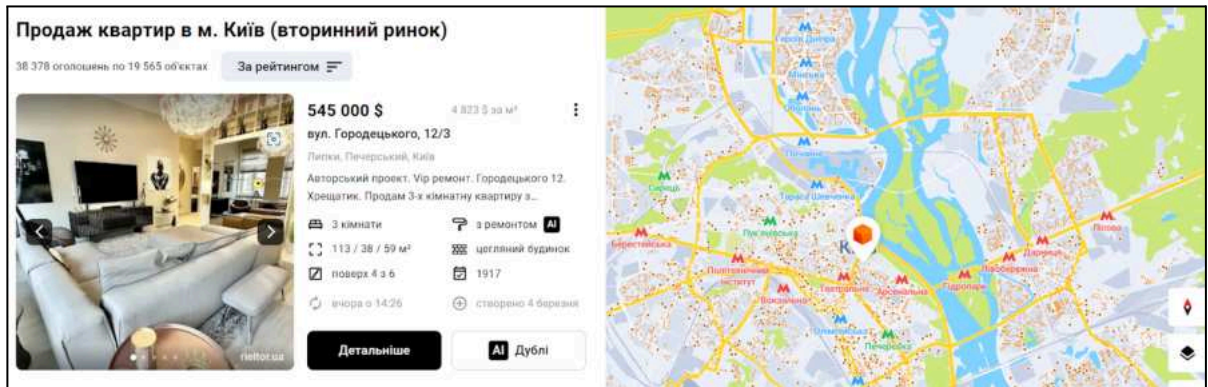 Продаж квартир в м. Київ (вторинний ринок)
38 378 оголошень по 19 565 об'єктах
За рейтингом
545 000 $
4 823 $ за м²
вул. Городецького, 12/3
Липки, Печерський, Київ
Авторський проект. Vip ремонт. Городецького 12.
Хрещатик. Продам 3-х кімнатну квартиру з...
3 кімнати
з ремонтом AI
113 / 38 / 59 м²
цегляний будинок
поверх 4 з 6
1917
вчора о 14:26
створено 4 березня
Детальніше
AI Дублі
rieltor.ua
Героїв Дніпра
Мінська
Оболонь
Почайна
Тараса Шевченка
Сирець
Лук'янівська
Берестейська
Політехнічний
інститут
Вокзальна
Театральна
Арсенальна
Гідропарк
Лівобережна
Дарниця
Лісова
Олімпійська
Печерська